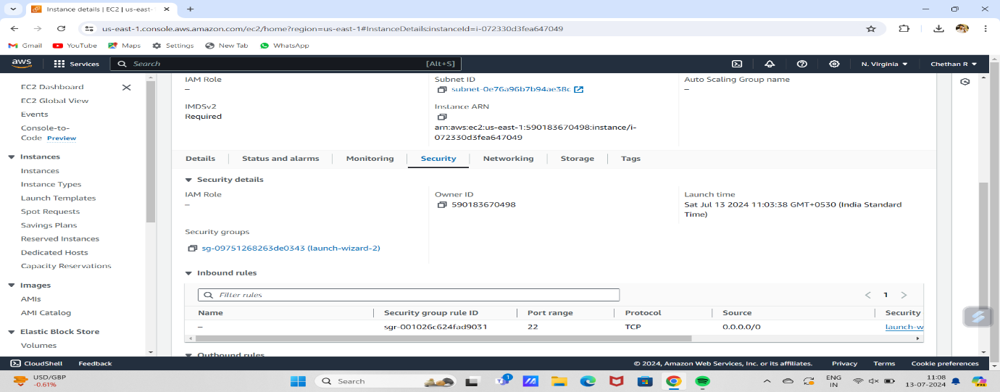 Instance details | EC2 | us-east-
us-east-1.console.aws.amazon.com/ec2/home?region=us-east-1#InstanceDetails:instanceId=i-072330d3fea647049
Gmail YouTube Maps Settings New Tab WhatsApp
aws Services Search [Alt+S] N. Virginia Chethan R
EC2 Dashboard
EC2 Global View
Events
Console-to-
Code Preview
Instances
Instances
Instance Types
Launch Templates
Spot Requests
Savings Plans
Reserved Instances
Dedicated Hosts
Capacity Reservations
Images
AMIs
AMI Catalog
Elastic Block Store
Volumes
IAM Role
–
Subnet ID
subnet-0e76a96b7b94ae38c
Auto Scaling Group name
–
IMDSv2
Required
Instance ARN
arn:aws:ec2:us-east-1:590183670498:instance/i-
072330d3fea647049
Details Status and alarms Monitoring Security Networking Storage Tags
Security details
IAM Role
–
Owner ID
590183670498
Launch time
Sat Jul 13 2024 11:03:38 GMT+0530 (India Standard
Time)
Security groups
sg-09751268263de0343 (launch-wizard-2)
Inbound rules
Filter rules
1
Name Security group rule ID Port range Protocol Source Security
– sgr-001026c624fad9031 22 TCP 0.0.0.0/0 launch-w
Outbound rules
CloudShell Feedback © 2024, Amazon Web Services, Inc. or its affiliates. Privacy Terms Cookie preferences
USD/GBP
-0.61%
Search
1
ENG
IN
11:08
13-07-2024